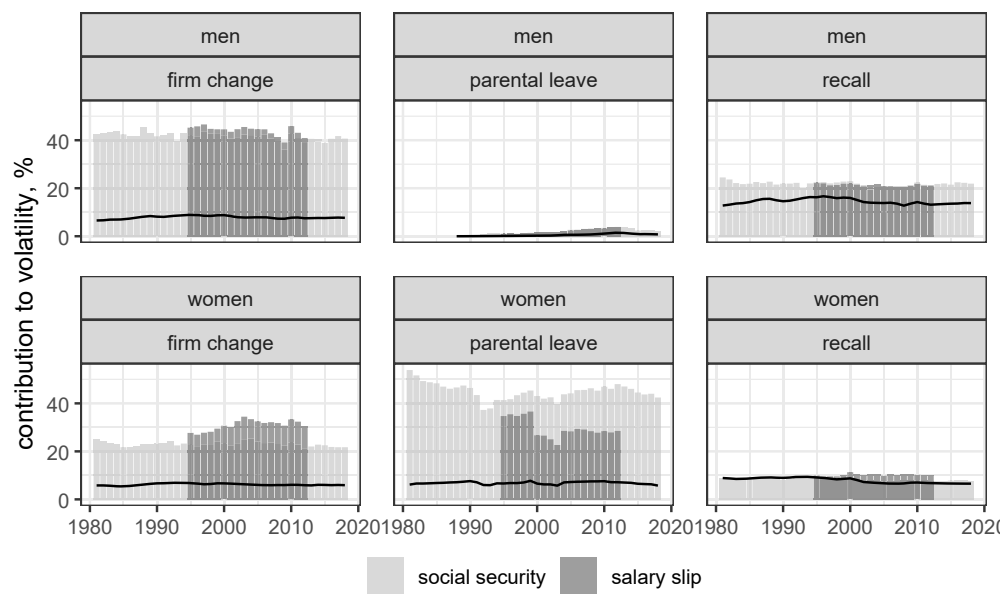 men men men
firm change parental leave recall
contribution to volatility, %
40
20
0
women women women
firm change parental leave recall
40
20
0
1980 1990 2000 2010 2020 1980 1990 2000 2010 2020 1980 1990 2000 2010 2020
social security salary slip